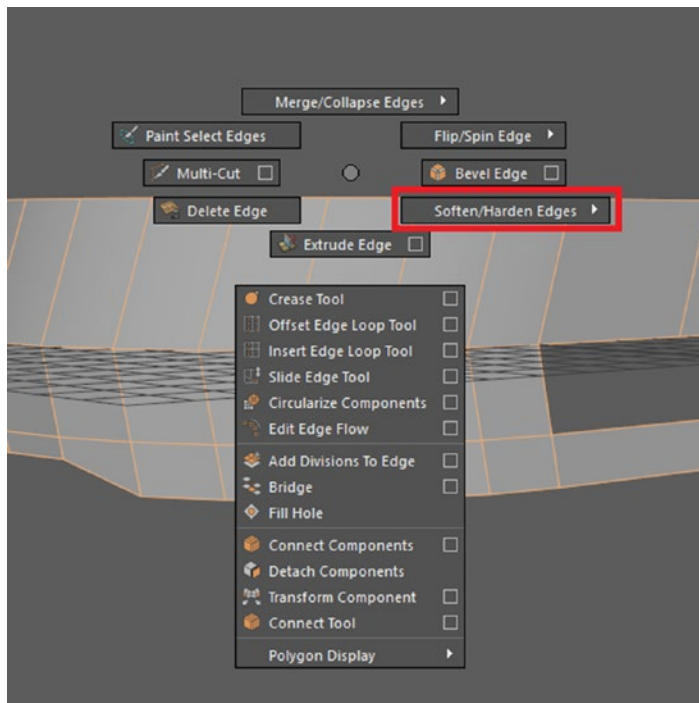 Merge/Collapse Edges
Paint Select Edges
Flip/Spin Edge
Multi-Cut
Bevel Edge
Delete Edge
Soften/Harden Edges
Extrude Edge
Crease Tool
Offset Edge Loop Tool
Insert Edge Loop Tool
Slide Edge Tool
Circularize Components
Edit Edge Flow
Add Divisions To Edge
Bridge
Fill Hole
Connect Components
Detach Components
Transform Component
Connect Tool
Polygon Display